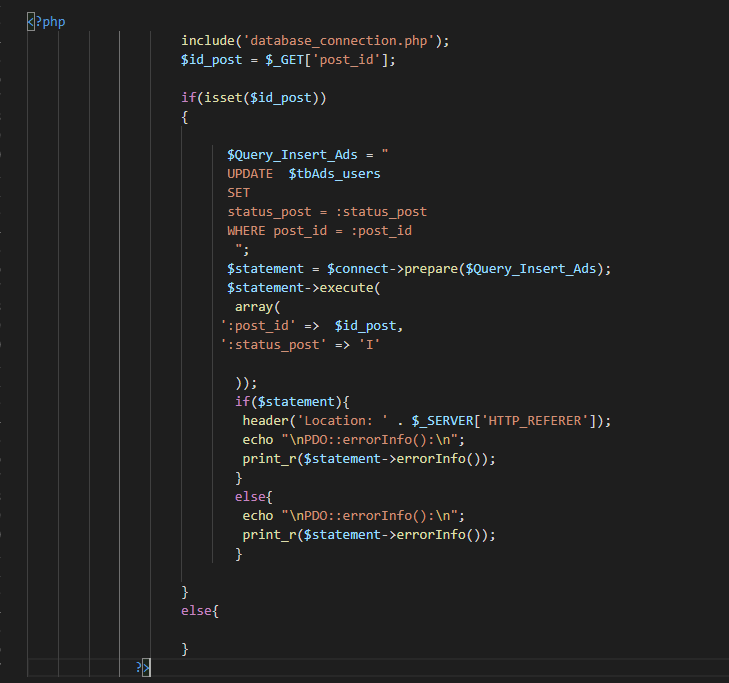 <?php
include('database_connection.php');
$id_post = $_GET['post_id'];
if(isset($id_post))
{
$Query_Insert_Ads = "
UPDATE  $tbAds_users
SET
status_post = :status_post
WHERE post_id = :post_id
";
$statement = $connect->prepare($Query_Insert_Ads);
$statement->execute(
array(
':post_id' =>  $id_post,
':status_post' => 'I'
));
if($statement){
header('Location: ' . $_SERVER['HTTP_REFERER']);
echo "\nPDO::errorInfo():\n";
print_r($statement->errorInfo());
}
else{
echo "\nPDO::errorInfo():\n";
print_r($statement->errorInfo());
}
}
else{
}
?>